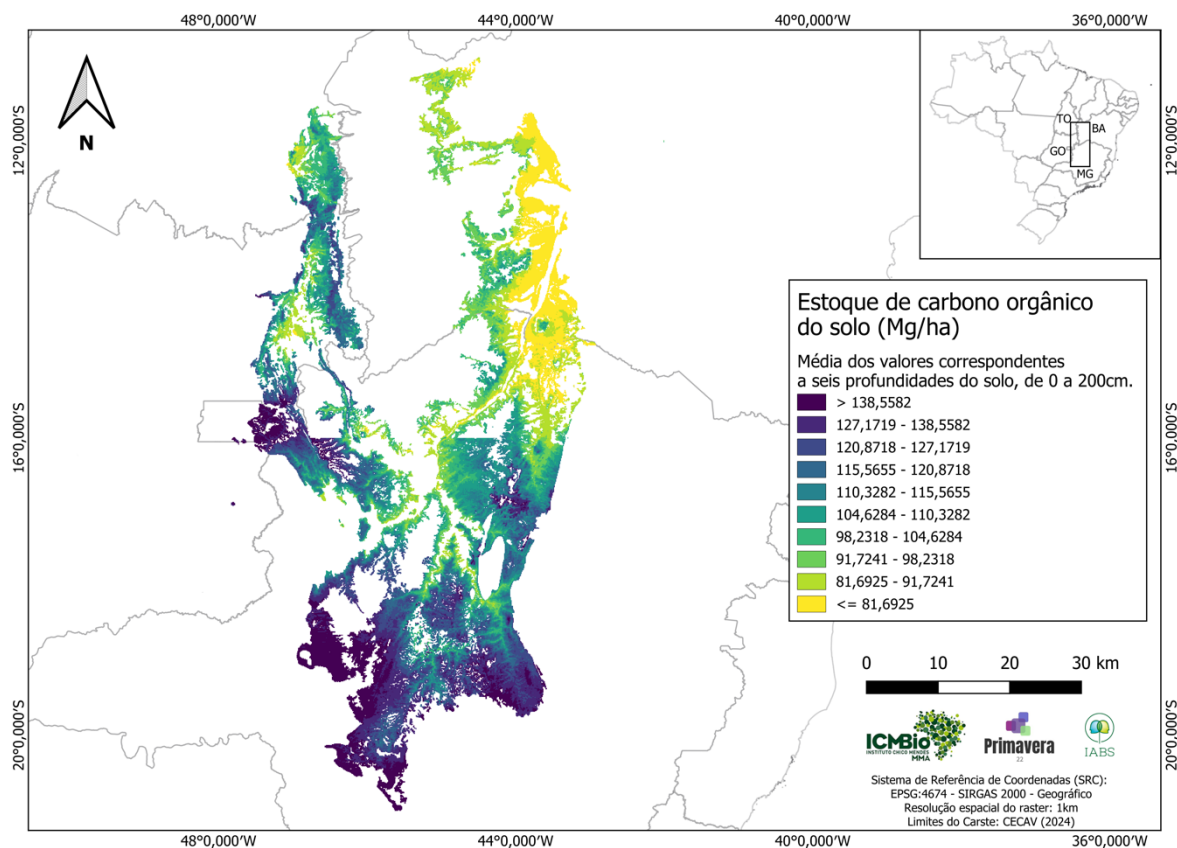 48°0,000'W 44°0,000'W 40°0,000'W 36°0,000'W
12°0,000'S
16°0,000'S
20°0,000'S
N
TO
BA
GO
MG
12°0,000'S
16°0,000'S
20°0,000'S
Estoque de carbono orgânico
do solo (Mg/ha)
Média dos valores correspondentes
a seis profundidades do solo, de 0 a 200cm.
> 138,5582
127,1719 - 138,5582
120,8718 - 127,1719
115,5655 - 120,8718
110,3282 - 115,5655
104,6284 - 110,3282
98,2318 - 104,6284
91,7241 - 98,2318
81,6925 - 91,7241
<= 81,6925
0 10 20 30 km
ICMBio
INSTITUTO CHICO MENDES
MMA
Primavera
22
IABS
Sistema de Referência de Coordenadas (SRC):
EPSG:4674 - SIRGAS 2000 - Geográfico
Resolução espacial do raster: 1km
Limites do Carste: CECAV (2024)
48°0,000'W 44°0,000'W 40°0,000'W 36°0,000'W